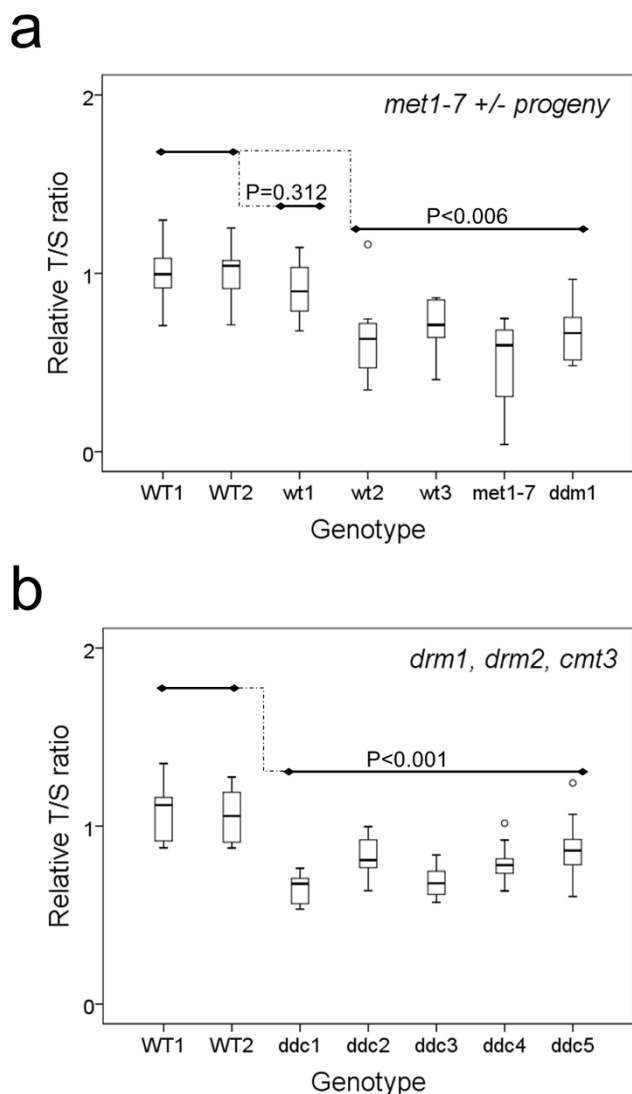 a
met1-7 +/- progeny
2
P=0.312
P<0.006
1
0
Relative T/S ratio
WT1 WT2 wt1 wt2 wt3 met1-7 ddm1
Genotype
b
drm1, drm2, cmt3
2
P<0.001
1
0
Relative T/S ratio
WT1 WT2 ddc1 ddc2 ddc3 ddc4 ddc5
Genotype